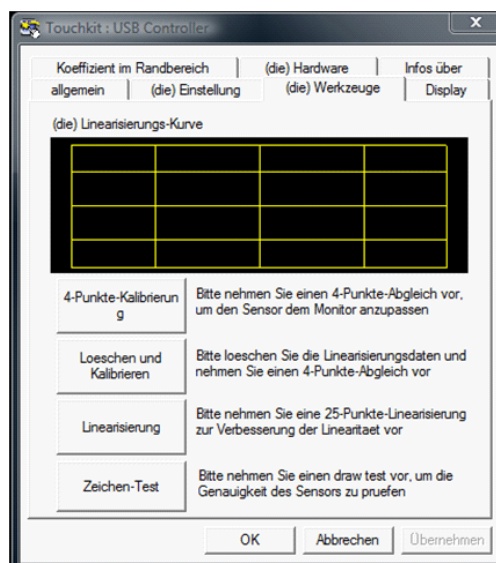 Touchkit : USB Controller
X
Koeffizient im Randbereich
(die) Hardware
Infos über
allgemein
(die) Einstellung
(die) Werkzeuge
Display
(die) Linearisierungs-Kurve
4-Punkte-Kalibrierun
g
Bitte nehmen Sie einen 4-Punkte-Abgleich vor,
um den Sensor dem Monitor anzupassen
Loeschen und
Kalibrieren
Bitte loeschen Sie die Linearisierungsdaten und
nehmen Sie einen 4-Punkte-Abgleich vor
Linearisierung
Bitte nehmen Sie eine 25-Punkte-Linearisierung
zur Verbesserung der Linearitaet vor
Zeichen-Test
Bitte nehmen Sie einen draw test vor, um die
Genauigkeit des Sensors zu pruefen
OK
Abbrechen
Übernehmen